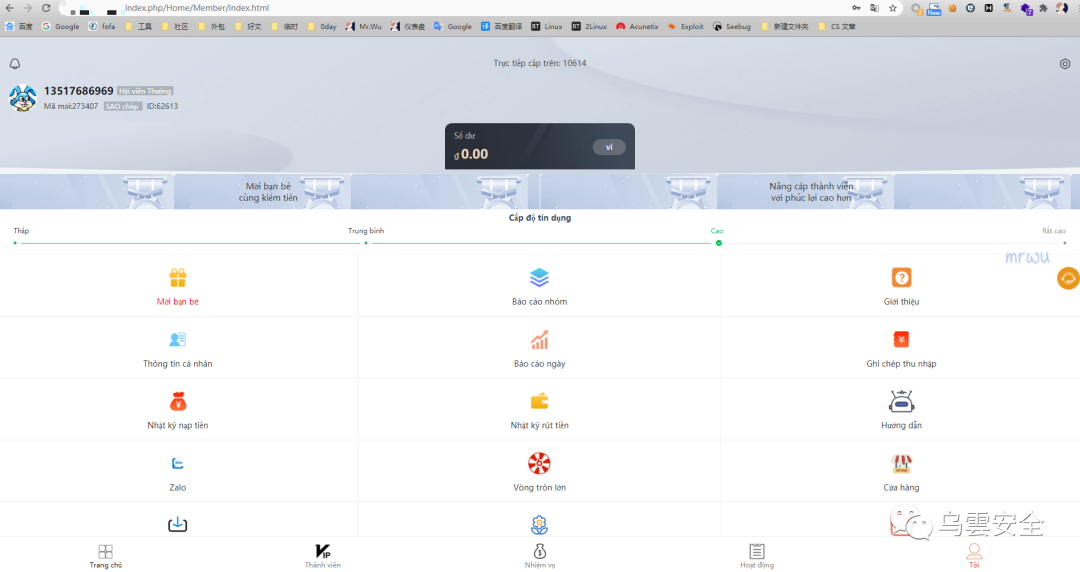 index.php/Home/Member/index.html
百度 Google fofa 工具 社区 外包 好文 临时 0day Mr.Wu 仪表盘 Google 百度翻译 Linux 2Linux Acunetix Exploit Seebug 新建文件夹 CS 文章
Trực tiếp cấp trên: 10614
13517686969 Hội viên Thường
Mã mời:273407 SAO chép ID:62613
Số dư
₫ 0.00
ví
Mời bạn bè
cùng kiếm tiền
Nâng cấp thành viên
với phúc lợi cao hơn
Cấp độ tín dụng
Thấp Trung bình Cao Rất cao
mrwu
Mời bạn bè Báo cáo nhóm Giới thiệu
Thông tin cá nhân Báo cáo ngày Ghi chép thu nhập
Nhật ký nạp tiền Nhật ký rút tiền Hướng dẫn
Zalo Vòng tròn lớn Cửa hàng
乌雲安全
VIP
Trang chủ Thành viên Nhiệm vụ Hoạt động Tôi